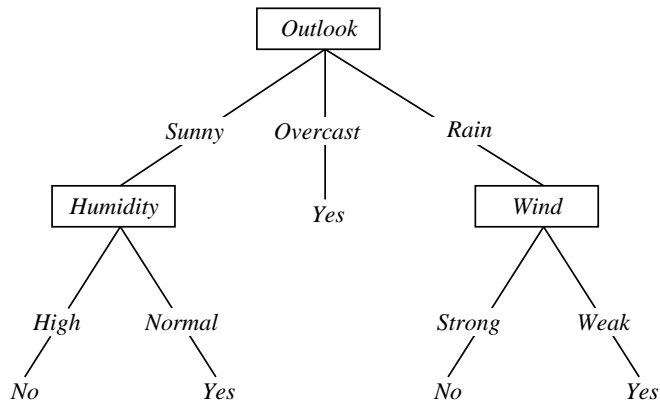 Outlook
Sunny Overcast Rain
Humidity Yes Wind
High Normal Strong Weak
No Yes No Yes